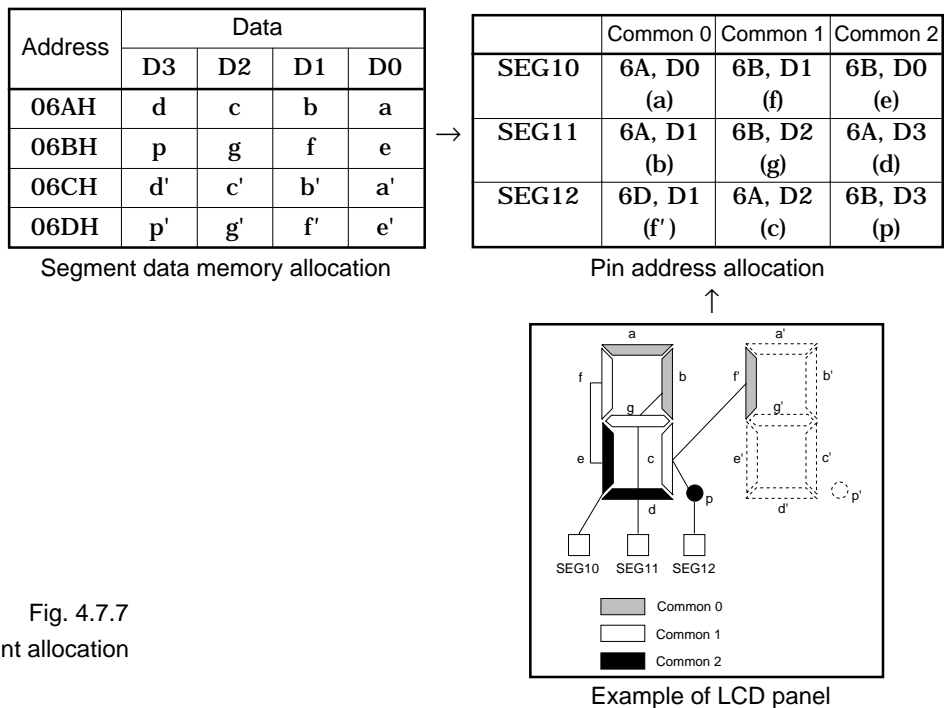 Address Data
D3 D2 D1 D0
06AH d c b a
06BH p g f e
06CH d' c' b' a'
06DH p' g' f' e'
Segment data memory allocation
→
Common 0 Common 1 Common 2
SEG10 6A, D0 6B, D1 6B, D0
(a) (f) (e)
SEG11 6A, D1 6B, D2 6A, D3
(b) (g) (d)
SEG12 6D, D1 6A, D2 6B, D3
(f') (c) (p)
Pin address allocation
↑
a a'
f b f' b'
g g'
e c e' c'
d p d' p'
SEG10 SEG11 SEG12
Common 0
Common 1
Common 2
Example of LCD panel
Fig. 4.7.7
nt allocation